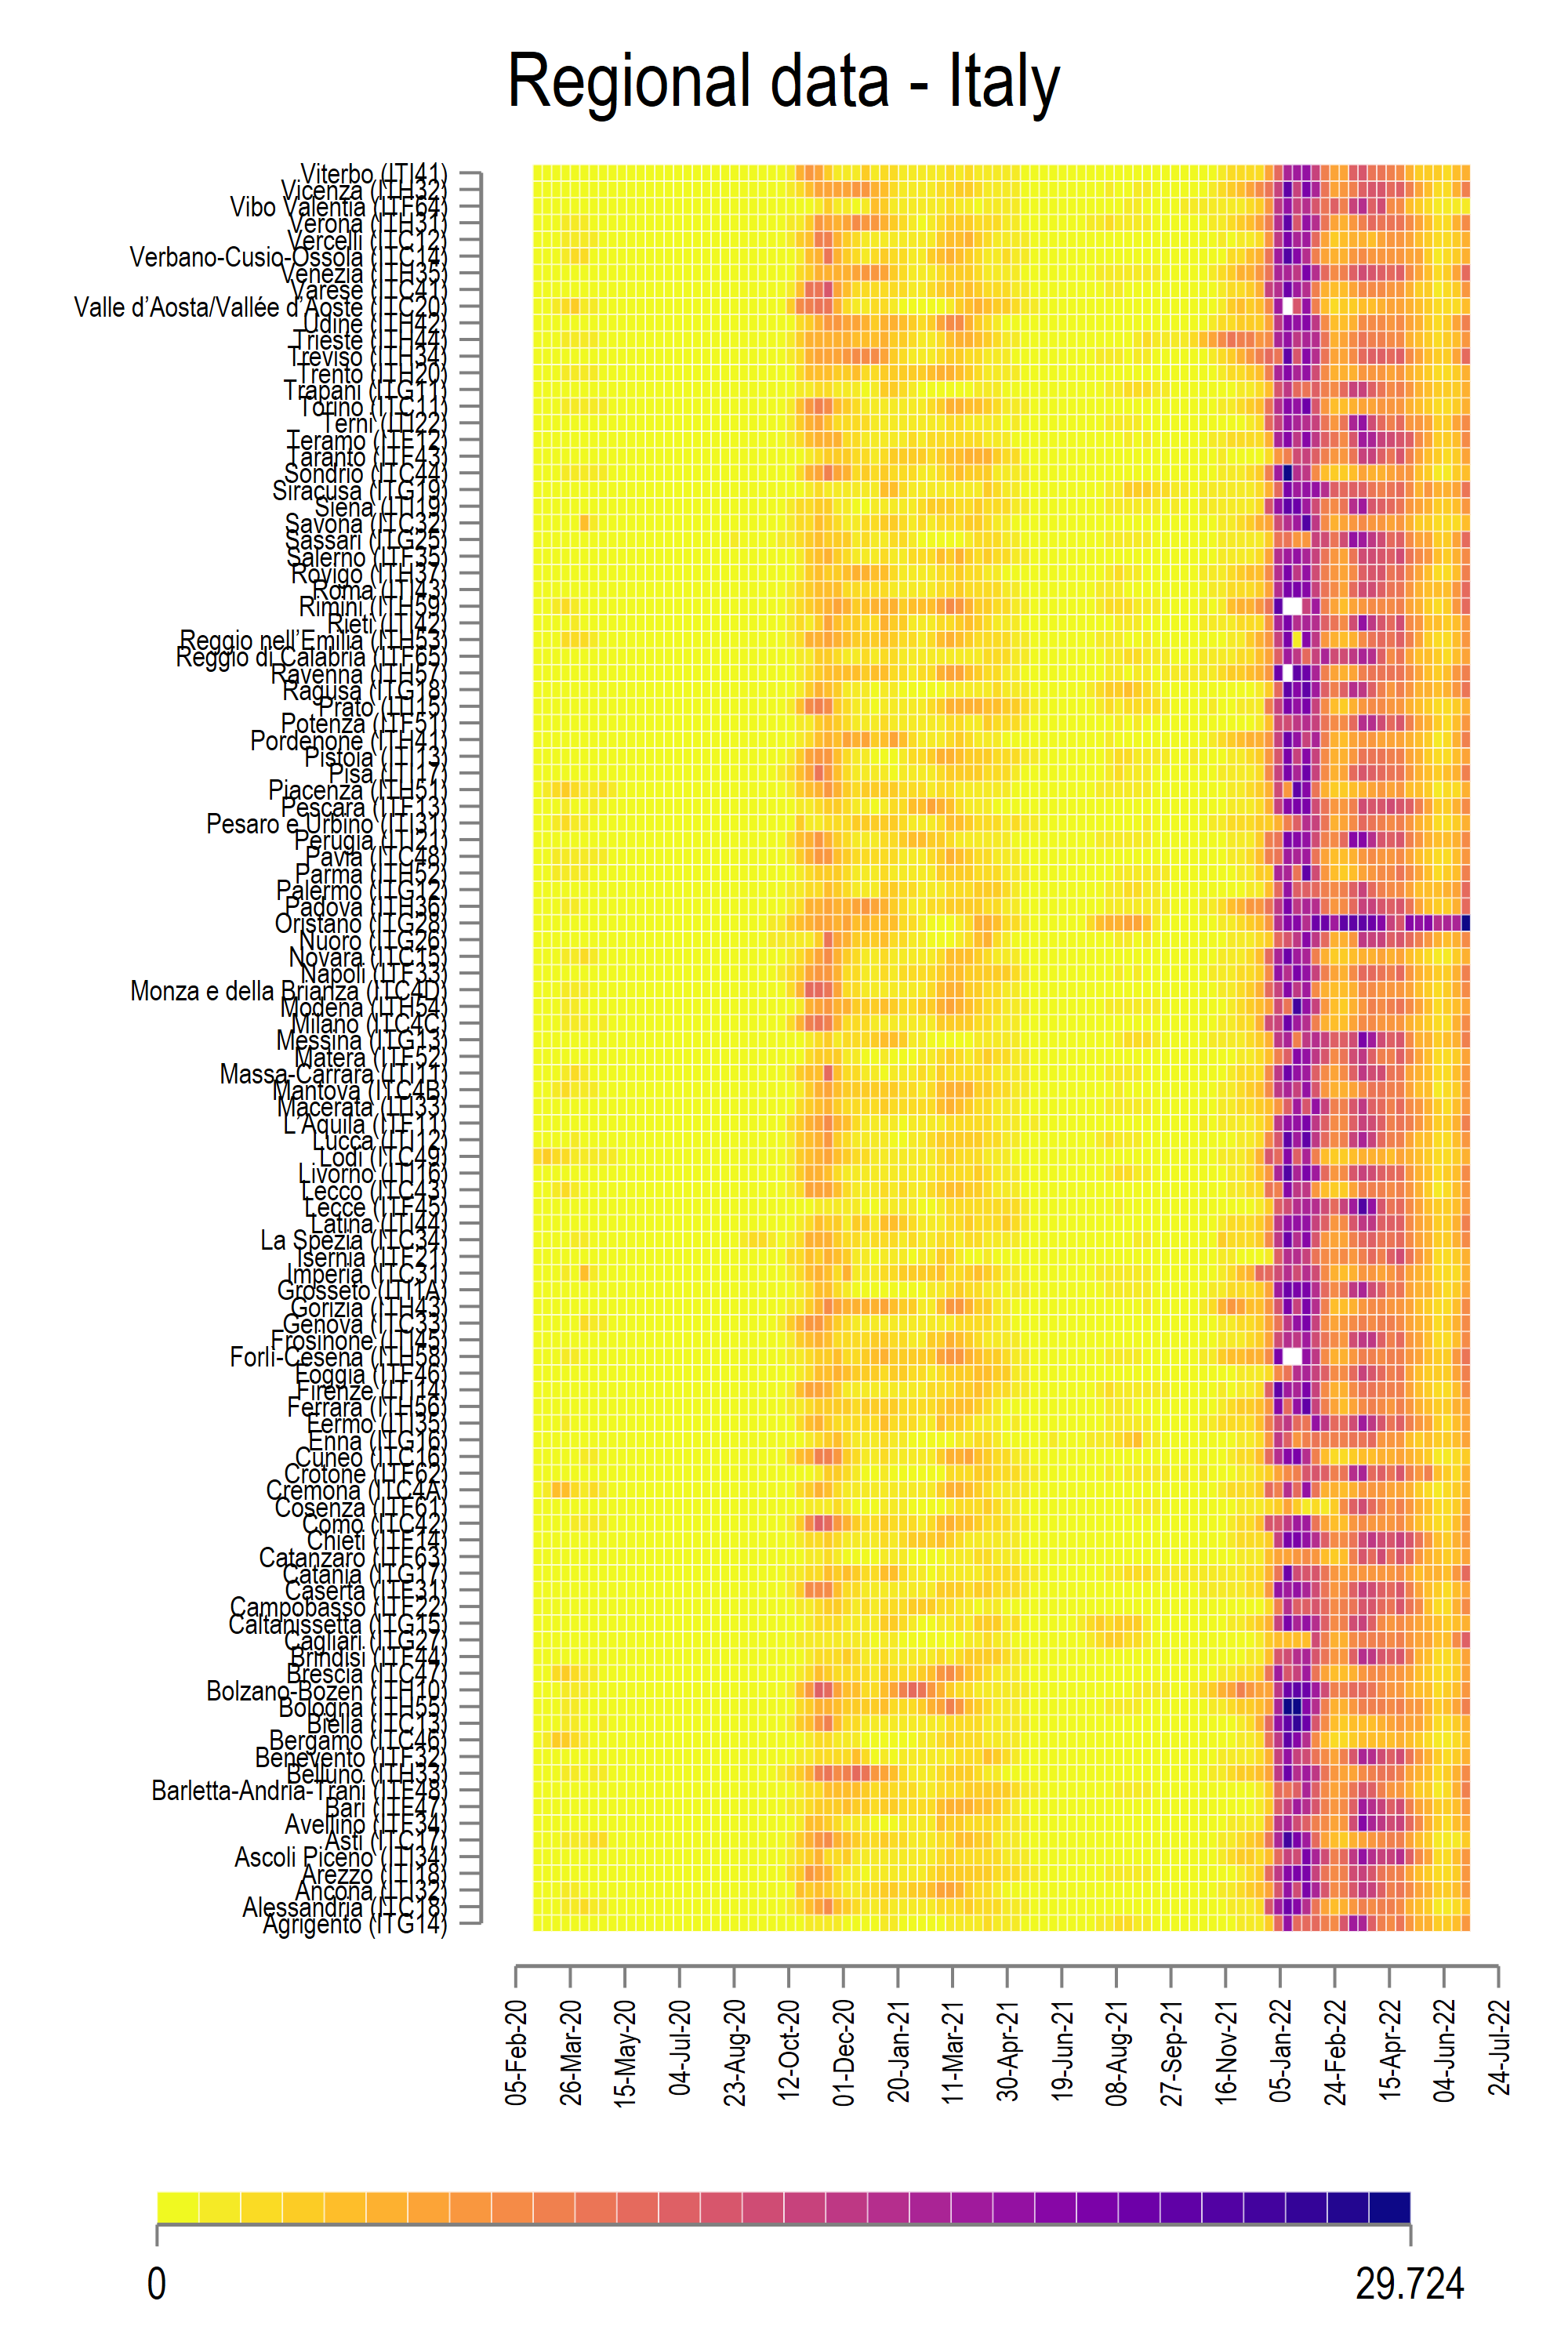 Regional data - Italy
Viterbo (ITI41)
Vicenza (ITH32)
Vibo Valentia (ITF64)
Verona (ITH31)
Vercelli (ITC12)
Verbano-Cusio-Ossola (ITC14)
Venezia (ITH35)
Varese (ITC41)
Valle d’Aosta/Vallée d’Aoste (ITC20)
Udine (ITH42)
Trieste (ITH44)
Treviso (ITH34)
Trento (ITH20)
Trapani (ITG11)
Torino (ITC11)
Terni (ITI22)
Teramo (ITF12)
Taranto (ITF43)
Sondrio (ITC44)
Siracusa (ITG19)
Siena (ITI19)
Savona (ITC32)
Sassari (ITG25)
Salerno (ITF35)
Rovigo (ITH37)
Roma (ITI43)
Rimini (ITH59)
Rieti (ITI42)
Reggio nell’Emilia (ITH53)
Reggio di Calabria (ITF65)
Ravenna (ITH57)
Ragusa (ITG18)
Prato (ITI15)
Potenza (ITF51)
Pordenone (ITH41)
Pistoia (ITI13)
Pisa (ITI17)
Piacenza (ITH51)
Pescara (ITF13)
Pesaro e Urbino (ITI31)
Perugia (ITI21)
Pavia (ITC48)
Parma (ITH52)
Palermo (ITG12)
Padova (ITH36)
Oristano (ITG28)
Nuoro (ITG26)
Novara (ITC15)
Napoli (ITF33)
Monza e della Brianza (ITC4D)
Modena (ITH54)
Milano (ITC4C)
Messina (ITG13)
Matera (ITF52)
Massa-Carrara (ITI11)
Mantova (ITC4B)
Macerata (ITI33)
L’Aquila (ITF11)
Lucca (ITI12)
Lodi (ITC49)
Livorno (ITI16)
Lecco (ITC43)
Lecce (ITF45)
Latina (ITI44)
La Spezia (ITC34)
Isernia (ITF21)
Imperia (ITC31)
Grosseto (ITI1A)
Gorizia (ITH43)
Genova (ITC33)
Frosinone (ITI45)
Forlì-Cesena (ITH58)
Foggia (ITF46)
Firenze (ITI14)
Ferrara (ITH56)
Fermo (ITI35)
Enna (ITG16)
Cuneo (ITC16)
Crotone (ITF62)
Cremona (ITC4A)
Cosenza (ITF61)
Como (ITC42)
Chieti (ITF14)
Catanzaro (ITF63)
Catania (ITG17)
Caserta (ITF31)
Campobasso (ITF22)
Caltanissetta (ITG15)
Cagliari (ITG27)
Brindisi (ITF44)
Brescia (ITC47)
Bolzano-Bozen (ITH10)
Bologna (ITH55)
Biella (ITC13)
Bergamo (ITC46)
Benevento (ITF32)
Belluno (ITH33)
Barletta-Andria-Trani (ITF48)
Bari (ITF47)
Avellino (ITF34)
Asti (ITC17)
Ascoli Piceno (ITI34)
Arezzo (ITI18)
Ancona (ITI32)
Alessandria (ITC18)
Agrigento (ITG14)
05-Feb-20
26-Mar-20
15-May-20
04-Jul-20
23-Aug-20
12-Oct-20
01-Dec-20
20-Jan-21
11-Mar-21
30-Apr-21
19-Jun-21
08-Aug-21
27-Sep-21
16-Nov-21
05-Jan-22
24-Feb-22
15-Apr-22
04-Jun-22
24-Jul-22
0
29.724